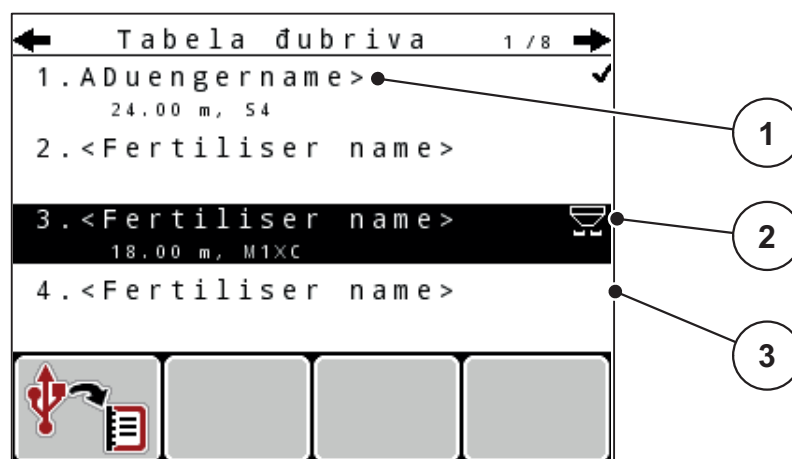 Tabela đubriva 1/8
1.ADuengername>
24.00 m, S4
2.<Fertiliser name>
3.<Fertiliser name>
18.00 m, M1XC
4.<Fertiliser name>
1
2
3